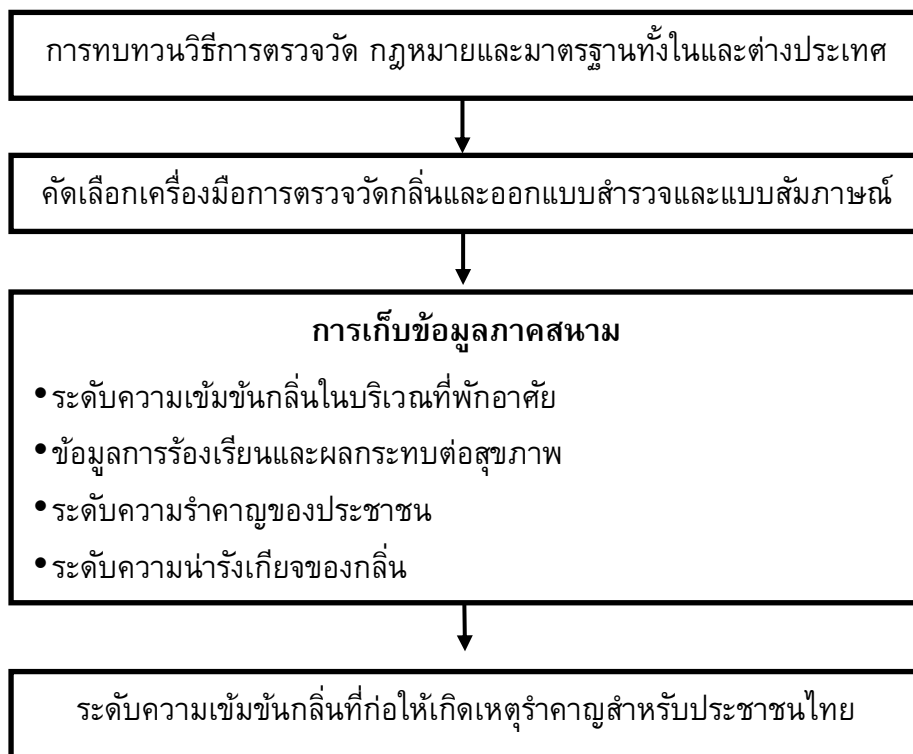 การทบทวนวิธีการตรวจวัด กฎหมายและมาตรฐานทั้งในและต่างประเทศ
คัดเลือกเครื่องมือการตรวจวัดกลิ่นและออกแบบสำรวจและแบบสัมภาษณ์
การเก็บข้อมูลภาคสนาม
•ระดับความเข้มข้นกลิ่นในบริเวณที่พักอาศัย
•ข้อมูลการร้องเรียนและผลกระทบต่อสุขภาพ
•ระดับความรำคาญของประชาชน
•ระดับความน่ารังเกียจของกลิ่น
ระดับความเข้มข้นกลิ่นที่ก่อให้เกิดเหตุรำคาญสำหรับประชาชนไทย